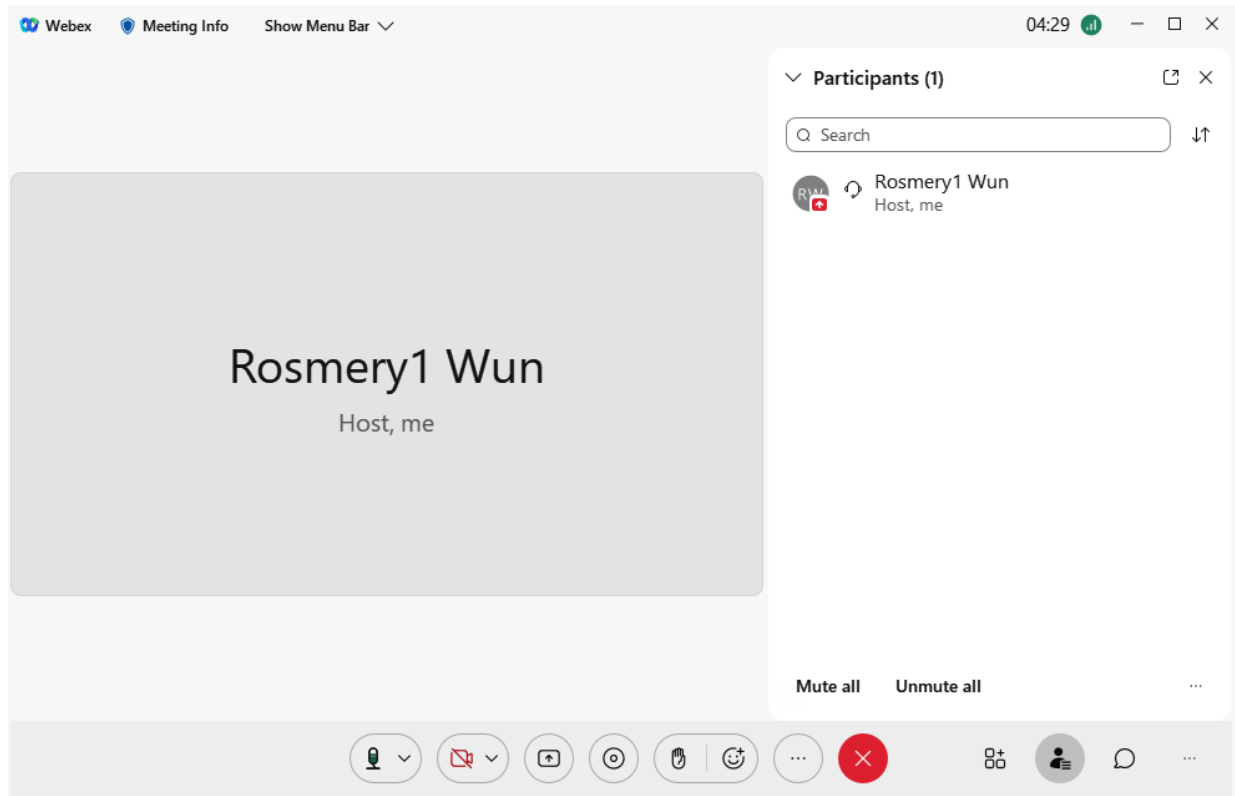 Webex Meeting Info Show Menu Bar 04:29
Participants (1)
Search
RW Rosmery1 Wun
Host, me
Rosmery1 Wun
Host, me
Mute all Unmute all